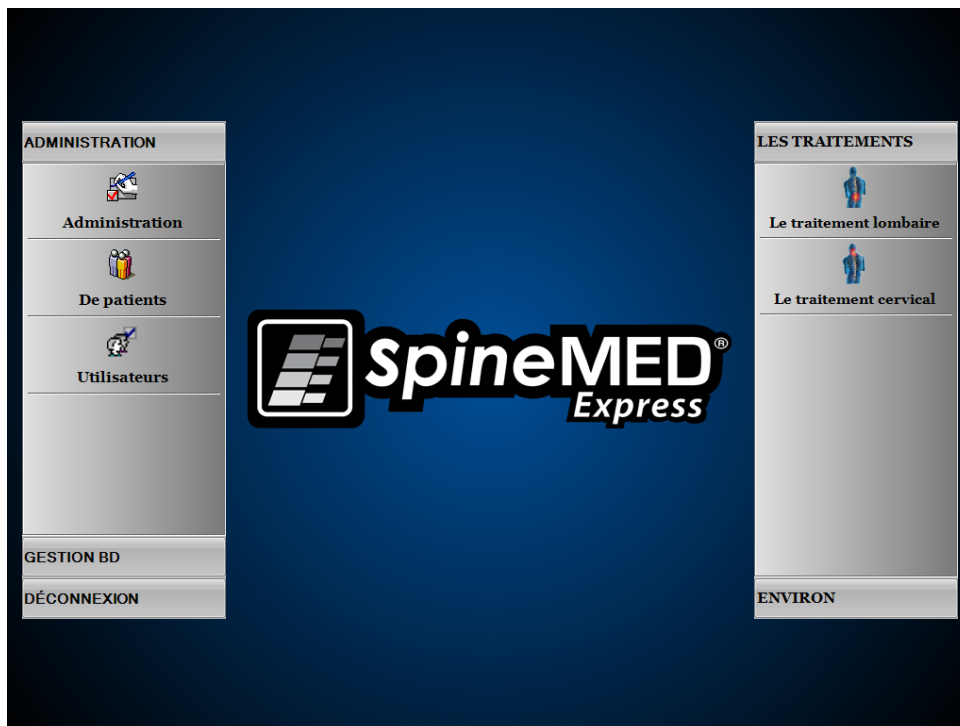 ADMINISTRATION
Administration
De patients
Utilisateurs
GESTION BD
DÉCONNEXION
SpineMED®
Express
LES TRAITEMENTS
Le traitement lombaire
Le traitement cervical
ENVIRON